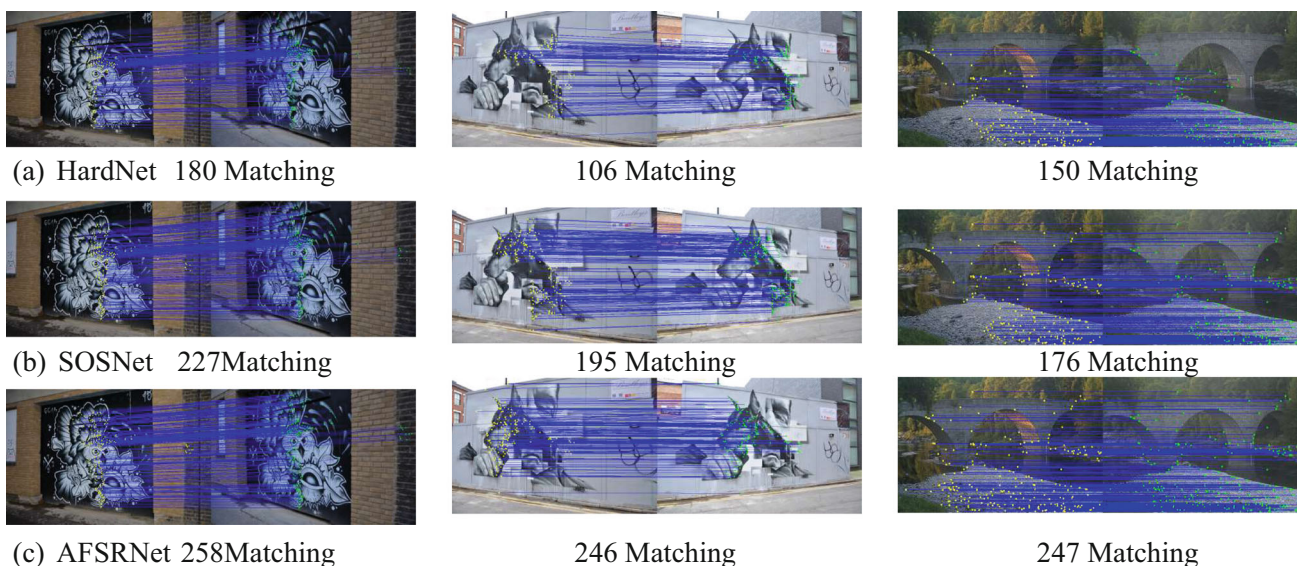 (a) HardNet 180 Matching
106 Matching
150 Matching
(b) SOSNet 227Matching
195 Matching
176 Matching
(c) AFSRNet 258Matching
246 Matching
247 Matching